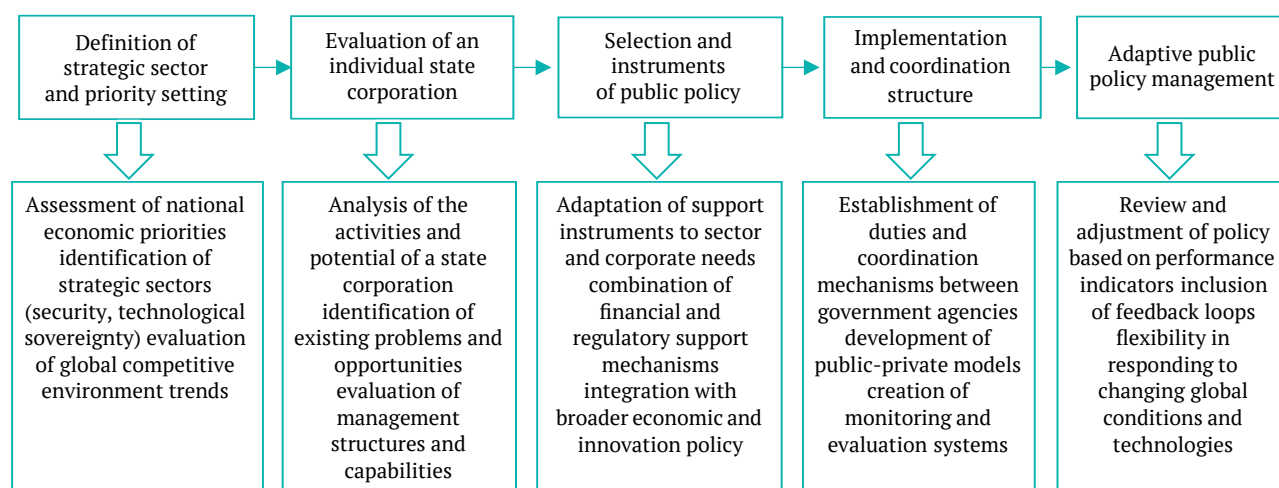 Definition of
strategic sector
and priority setting
Evaluation of an
individual state
corporation
Selection and
instruments
of public policy
Implementation
and coordination
structure
Adaptive public
policy management
Assessment of national
economic priorities
identification of
strategic sectors
(security, technological
sovereignty) evaluation
of global competitive
environment trends
Analysis of the
activities and
potential of a state
corporation
identification of
existing problems and
opportunities
evaluation of
management
structures and
capabilities
Adaptation of support
instruments to sector
and corporate needs
combination of
financial and
regulatory support
mechanisms
integration with
broader economic and
innovation policy
Establishment of
duties and
coordination
mechanisms between
government agencies
development of
public-private models
creation of
monitoring and
evaluation systems
Review and
adjustment of policy
based on performance
indicators inclusion
of feedback loops
flexibility in
responding to
changing global
conditions and
technologies